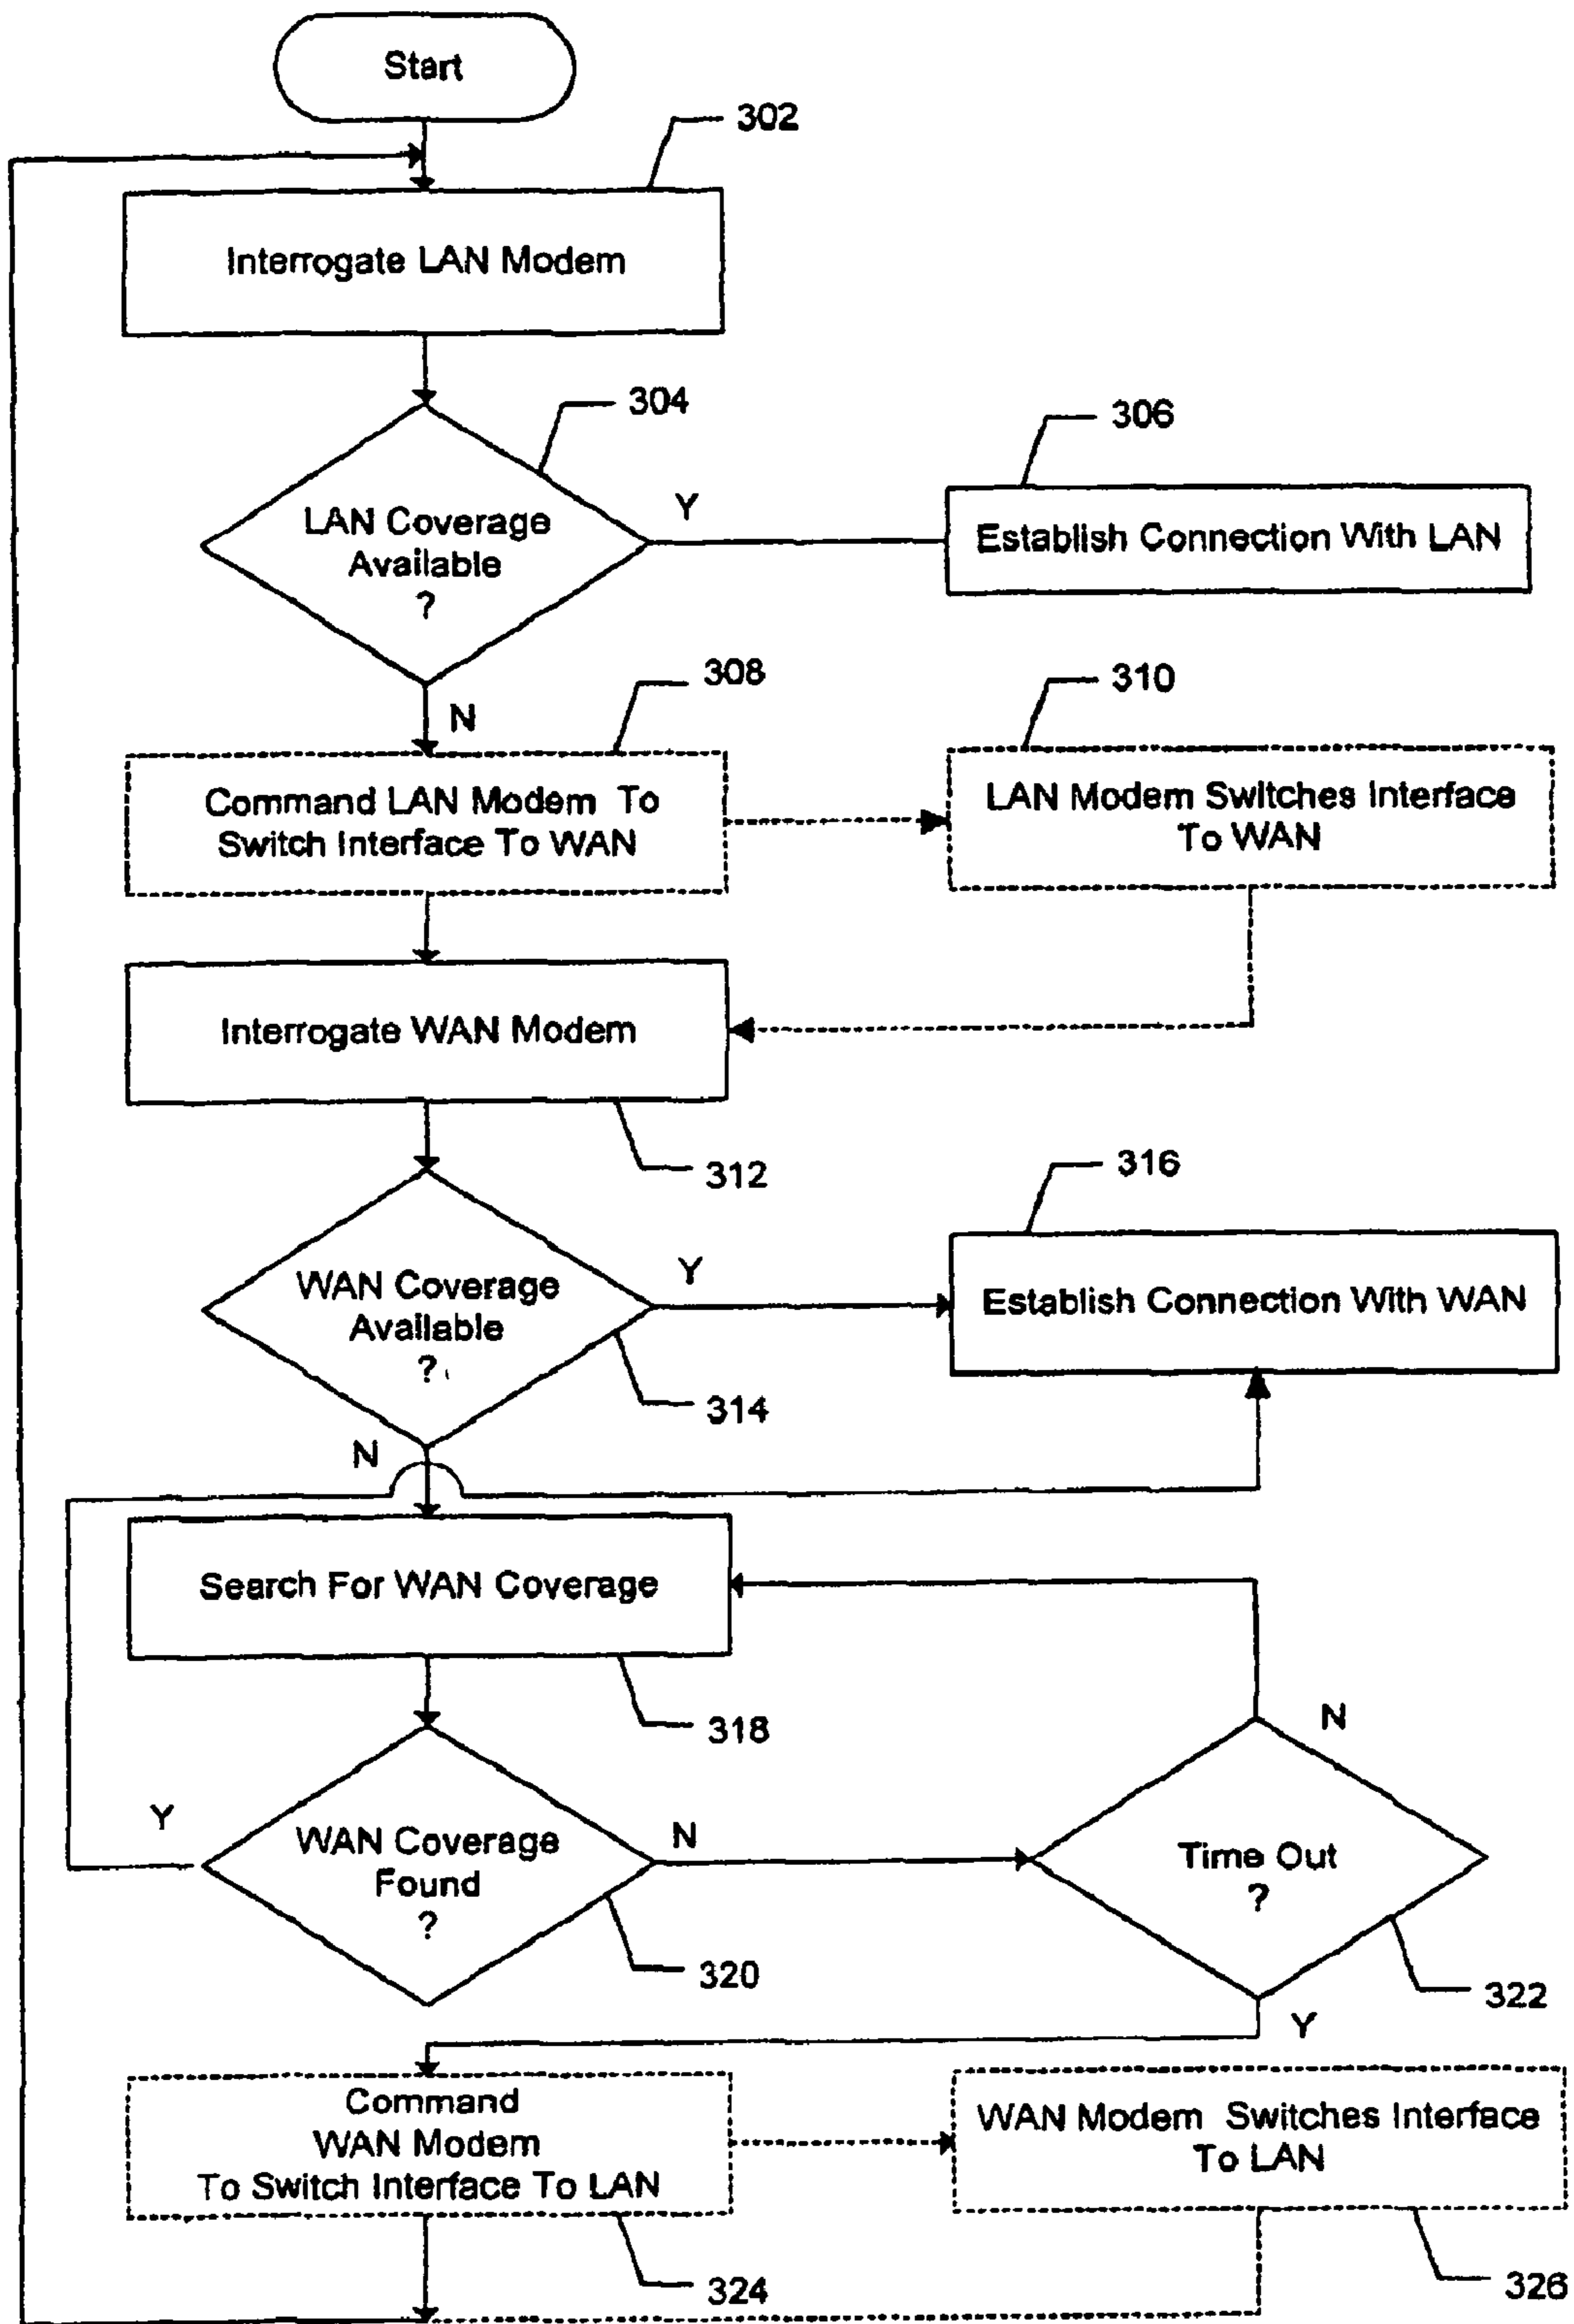 Start
302
Interrogate LAN Modem
304
LAN Coverage
Available
?
Y
306
Establish Connection With LAN
N
308
Command LAN Modem To
Switch Interface To WAN
310
LAN Modem Switches Interface
To WAN
Interrogate WAN Modem
312
WAN Coverage
Available
?
Y
314
316
Establish Connection With WAN
N
Search For WAN Coverage
318
N
Y
WAN Coverage
Found
?
N
320
Time Out
?
322
Y
Command
WAN Modem
To Switch Interface To LAN
324
WAN Modem Switches Interface
To LAN
326